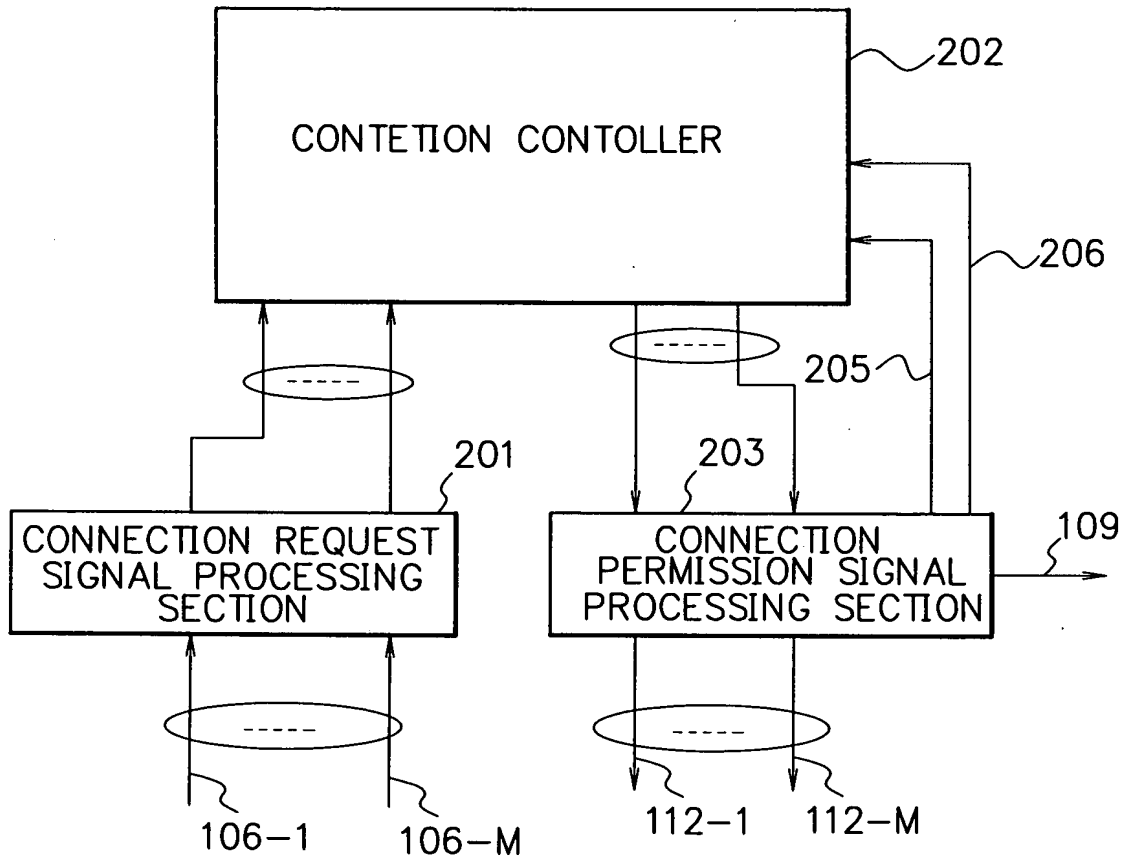 202
CONTETION CONTOLLER
206
205
-----
-----
201
203
CONNECTION REQUEST
SIGNAL PROCESSING
SECTION
CONNECTION
PERMISSION SIGNAL
PROCESSING SECTION
109
-----
-----
106-1
106-M
112-1
112-M